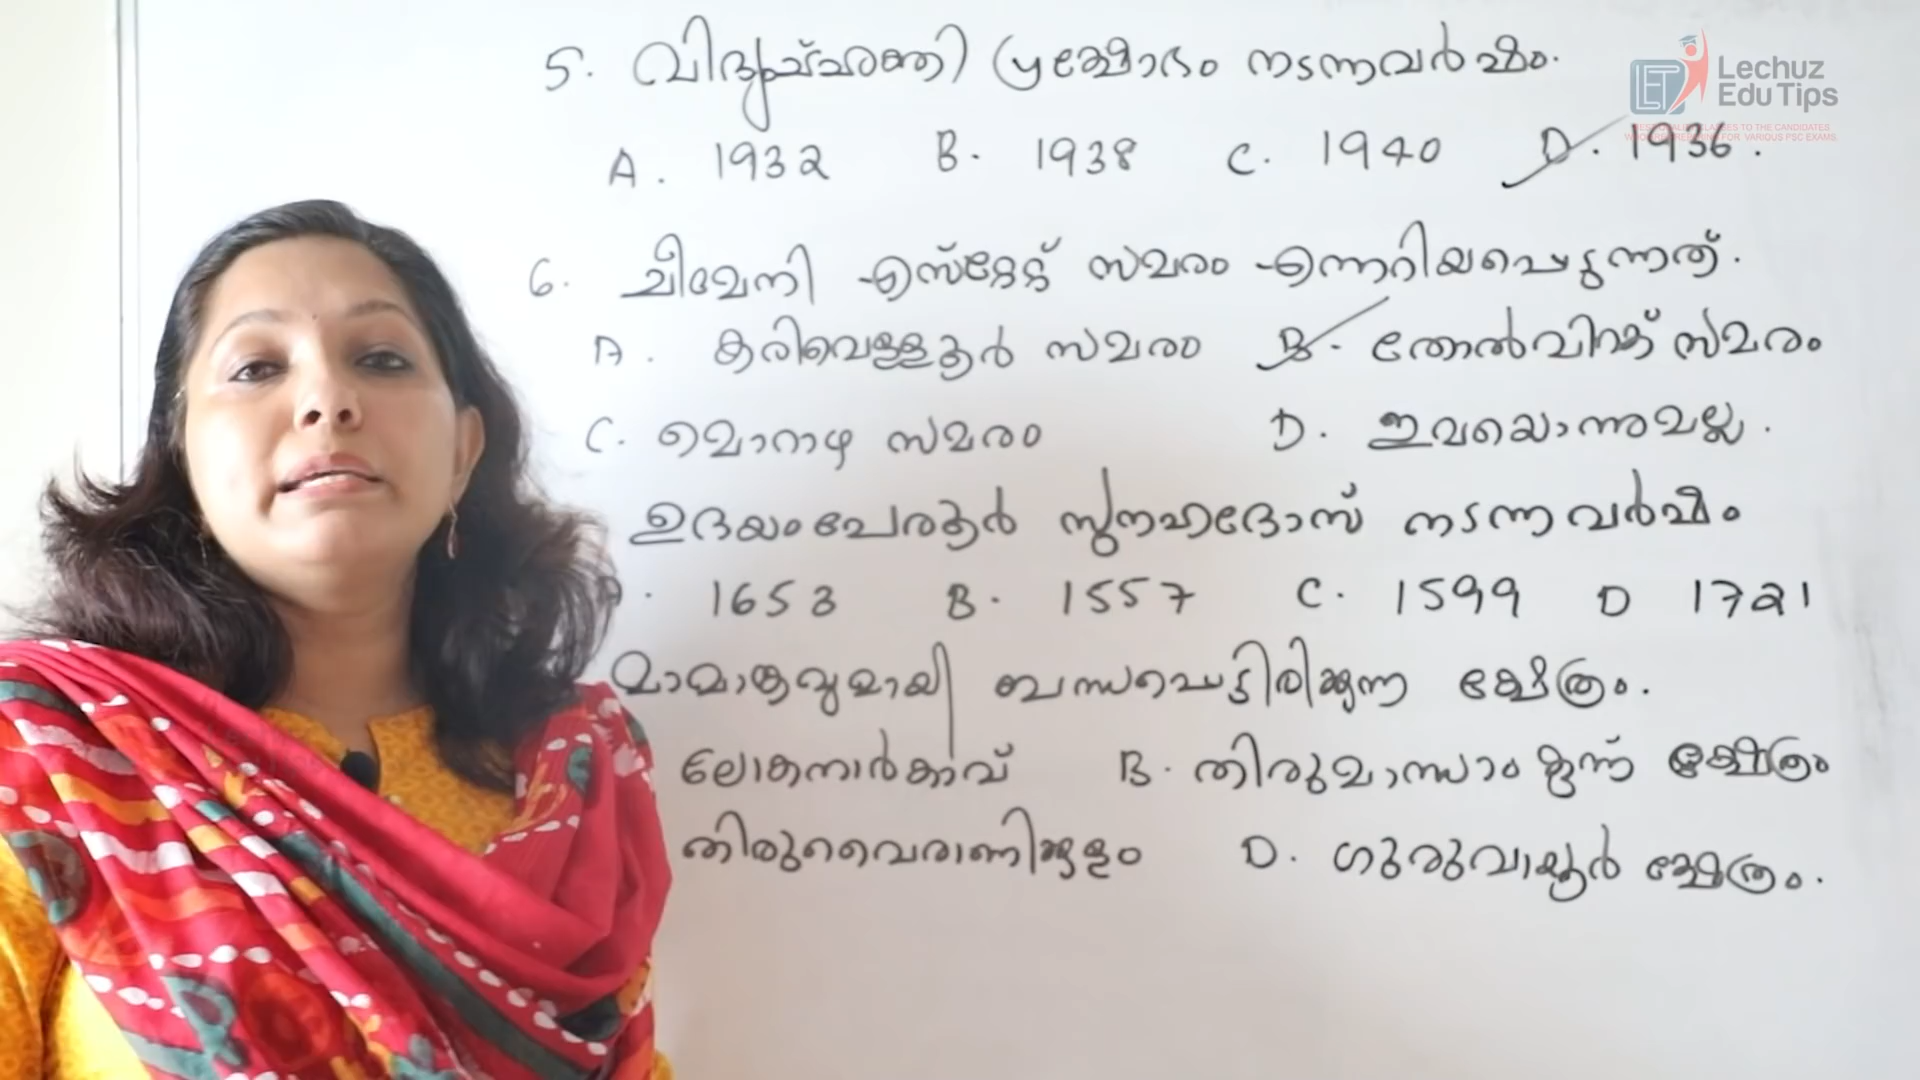 5. വിദ്യുച്ഛക്തി പ്രക്ഷോഭം നടന്നവർഷം.
Lechuz
Edu Tips
A. 1932 B. 1938 C. 1940 D. 1936.
6. ചീമേനി എസ്റ്റേറ്റ് സമരം എന്നറിയപ്പെടുന്നത്.
A. കരിവെള്ളൂർ സമരം B. തോൽവിറക് സമരം
C. മൊറാഴ സമരം D. ഇവയൊന്നുമല്ല.
ഉദയംപേരൂർ സുനഹദോസ് നടന്ന വർഷം
A. 1653 B. 1557 C. 1599 D 1721
മാമാങ്കവുമായി ബന്ധപ്പെട്ടിരിക്കുന്ന ക്ഷേത്രം.
ലോകനാർകാവ് B. തിരുമാന്ധാം കുന്ന് ക്ഷേത്രം
തിരുവൈരാണിക്കുളം D. ഗുരുവായൂർ ക്ഷേത്രം.